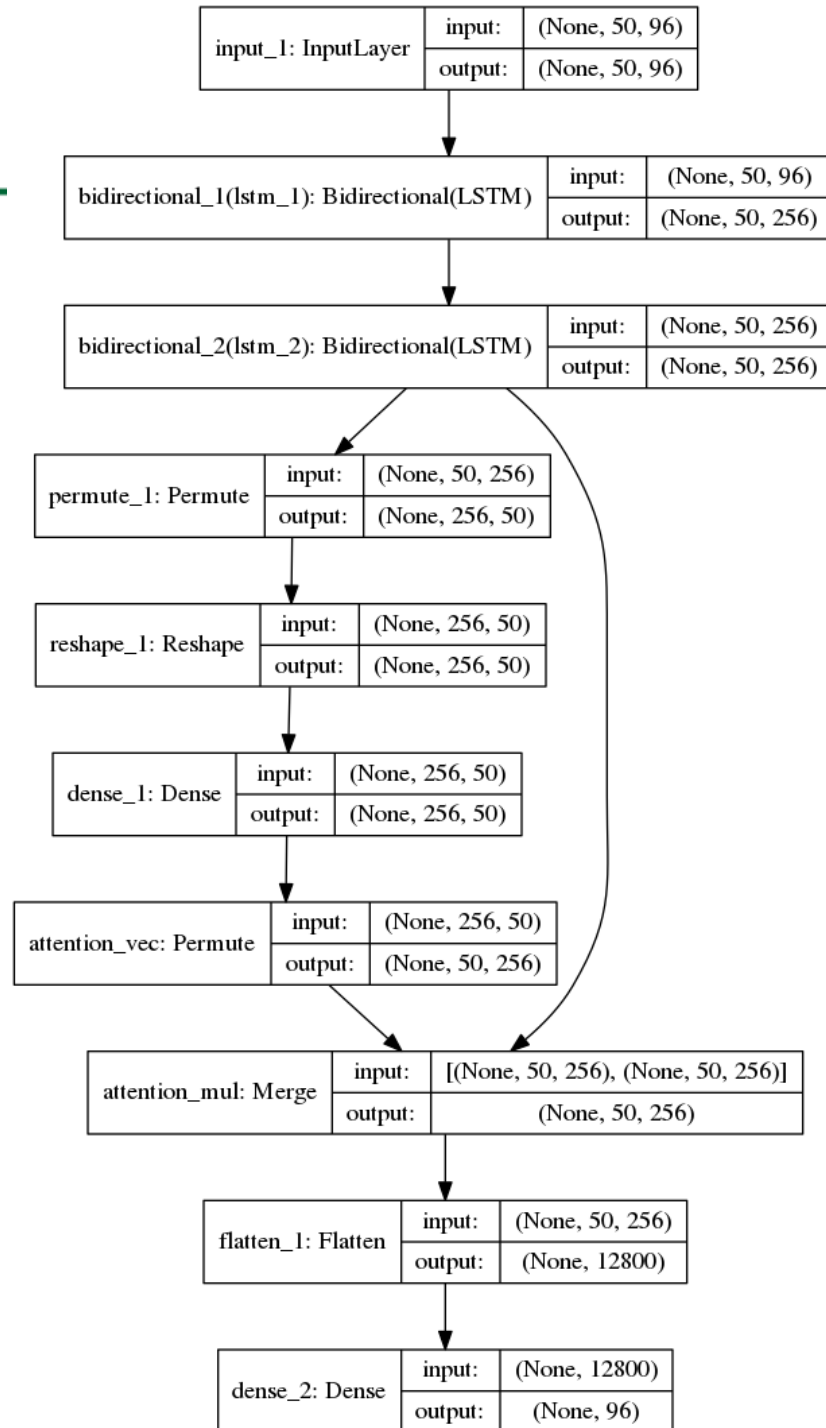 input_1: InputLayer
input: (None, 50, 96)
output: (None, 50, 96)
bidirectional_1(lstm_1): Bidirectional(LSTM)
input: (None, 50, 96)
output: (None, 50, 256)
bidirectional_2(lstm_2): Bidirectional(LSTM)
input: (None, 50, 256)
output: (None, 50, 256)
permute_1: Permute
input: (None, 50, 256)
output: (None, 256, 50)
reshape_1: Reshape
input: (None, 256, 50)
output: (None, 256, 50)
dense_1: Dense
input: (None, 256, 50)
output: (None, 256, 50)
attention_vec: Permute
input: (None, 256, 50)
output: (None, 50, 256)
attention_mul: Merge
input: [(None, 50, 256), (None, 50, 256)]
output: (None, 50, 256)
flatten_1: Flatten
input: (None, 50, 256)
output: (None, 12800)
dense_2: Dense
input: (None, 12800)
output: (None, 96)